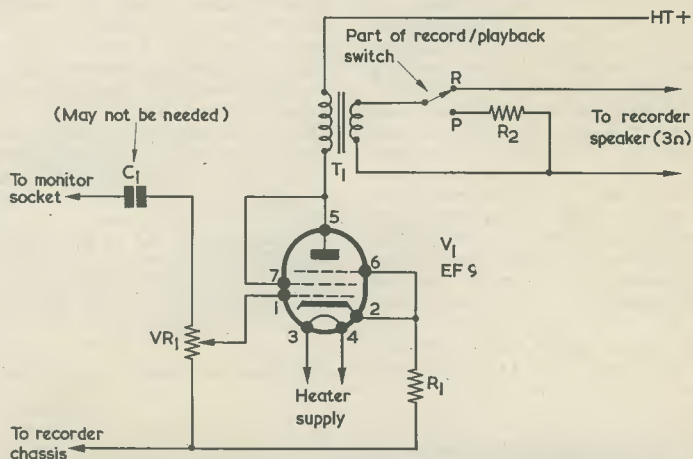 HT+
Part of record/playback
switch
R
(May not be needed)
P
R2
To recorder
speaker (3Ω)
C1
To monitor
socket
T1
5
V1
EF 9
7
6
1
2
VR1
3
4
R1
Heater
supply
To recorder
chassis